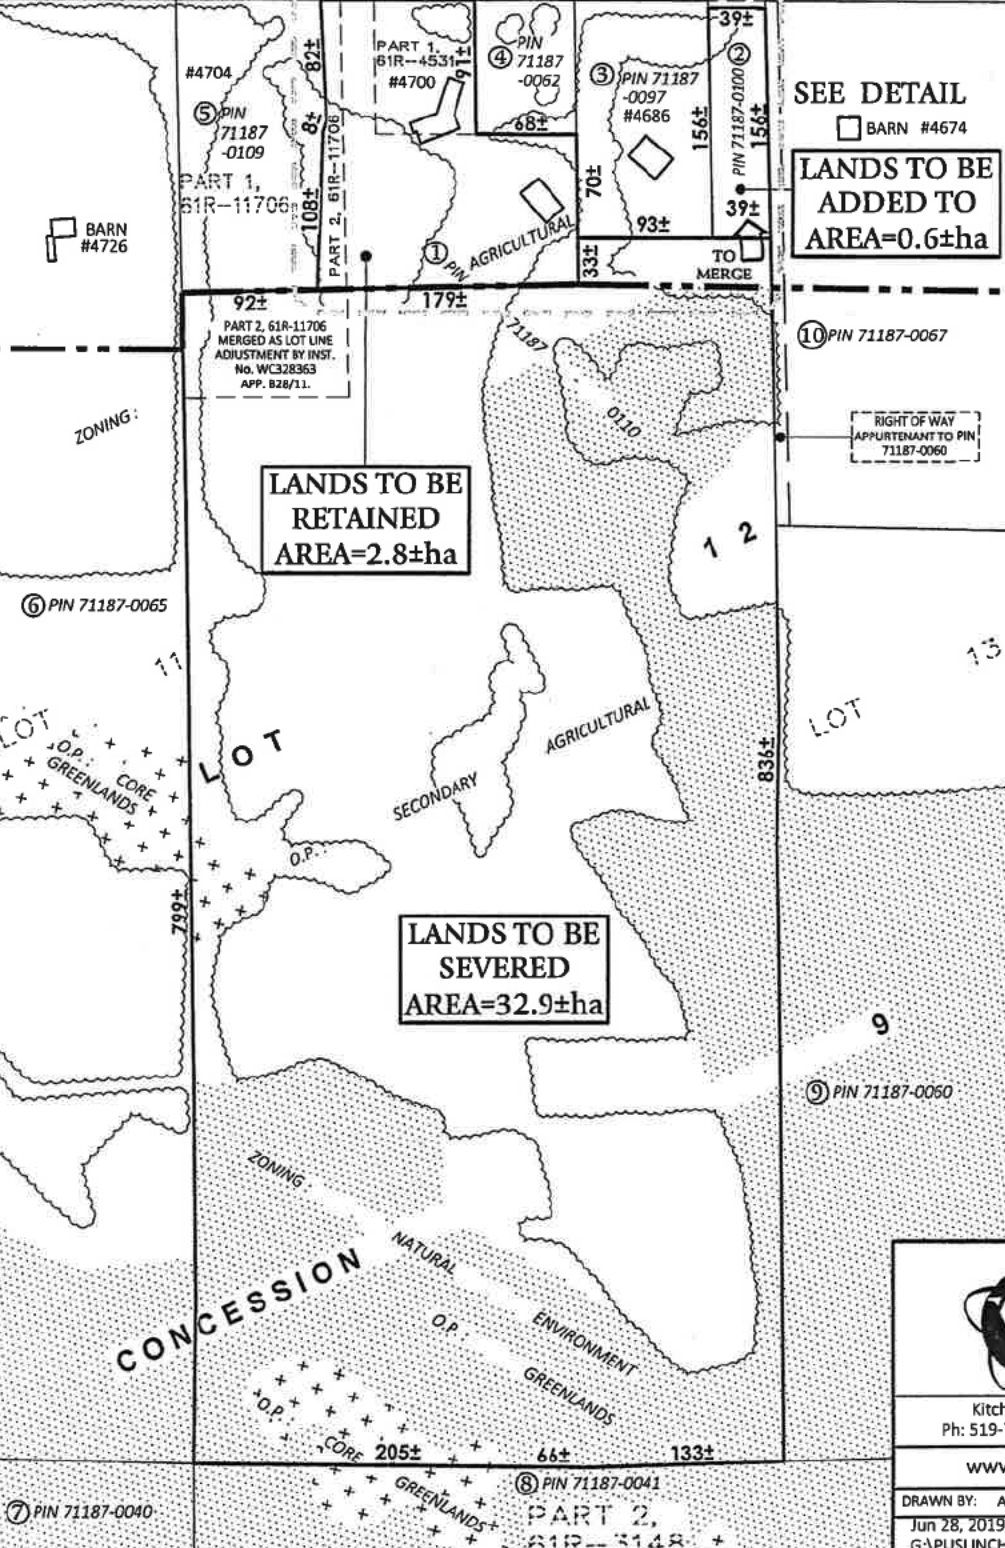 39±
82±
PART 1,
61R--4531
#4700
91±
④ PIN
71187
-0062
68±
③ PIN 71187
-0097
#4686
156±
② PIN 71187-0100
156±
SEE DETAIL
BARN #4674
#4704
⑤ PIN
71187
-0109
8±
PART 1,
61R-11706
108±
PART 2, 61R-11706
LANDS TO BE
ADDED TO
AREA=0.6±ha
BARN
#4726
70±
93±
39±
① PIN 71187 0110
AGRICULTURAL
33±
TO
MERGE
92±
179±
PART 2, 61R-11706
MERGED AS LOT LINE
ADJUSTMENT BY INST.
No. WC328363
APP. B28/11.
⑩ PIN 71187-0067
ZONING :
RIGHT OF WAY
APPURTENANT TO PIN
71187-0060
LANDS TO BE
RETAINED
AREA=2.8±ha
12
⑥ PIN 71187-0065
11
13
LOT
LOT
LOT
O.P. : CORE
GREENLANDS
SECONDARY AGRICULTURAL
836±
O.P. :
799±
LANDS TO BE
SEVERED
AREA=32.9±ha
9
⑨ PIN 71187-0060
ZONING :
NATURAL
ENVIRONMENT
CONCESSION
O.P :
GREENLANDS
O.P. :
CORE
GREENLANDS
205±
66±
133±
⑦ PIN 71187-0040
⑧ PIN 71187-0041
PART 2,
61R--3148
Kitch
Ph: 519-
www
DRAWN BY: A
Jun 28, 2019
G:\PUSLINCH